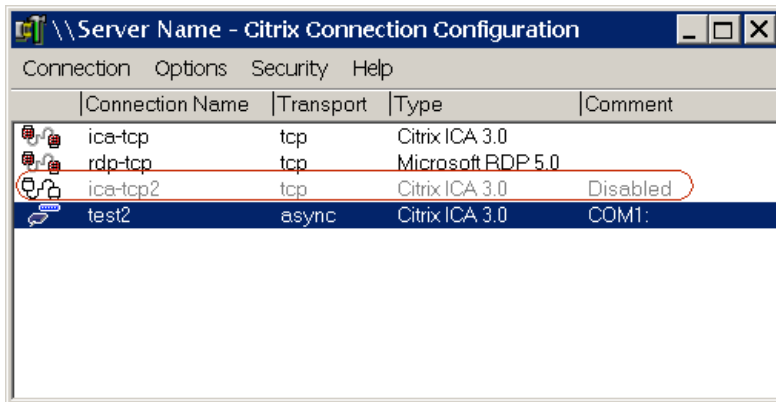 \\Server Name - Citrix Connection Configuration
Connection Options Security Help
Connection Name Transport Type Comment
ica-tcp tcp Citrix ICA 3.0
rdp-tcp tcp Microsoft RDP 5.0
ica-tcp2 tcp Citrix ICA 3.0 Disabled
test2 async Citrix ICA 3.0 COM1: